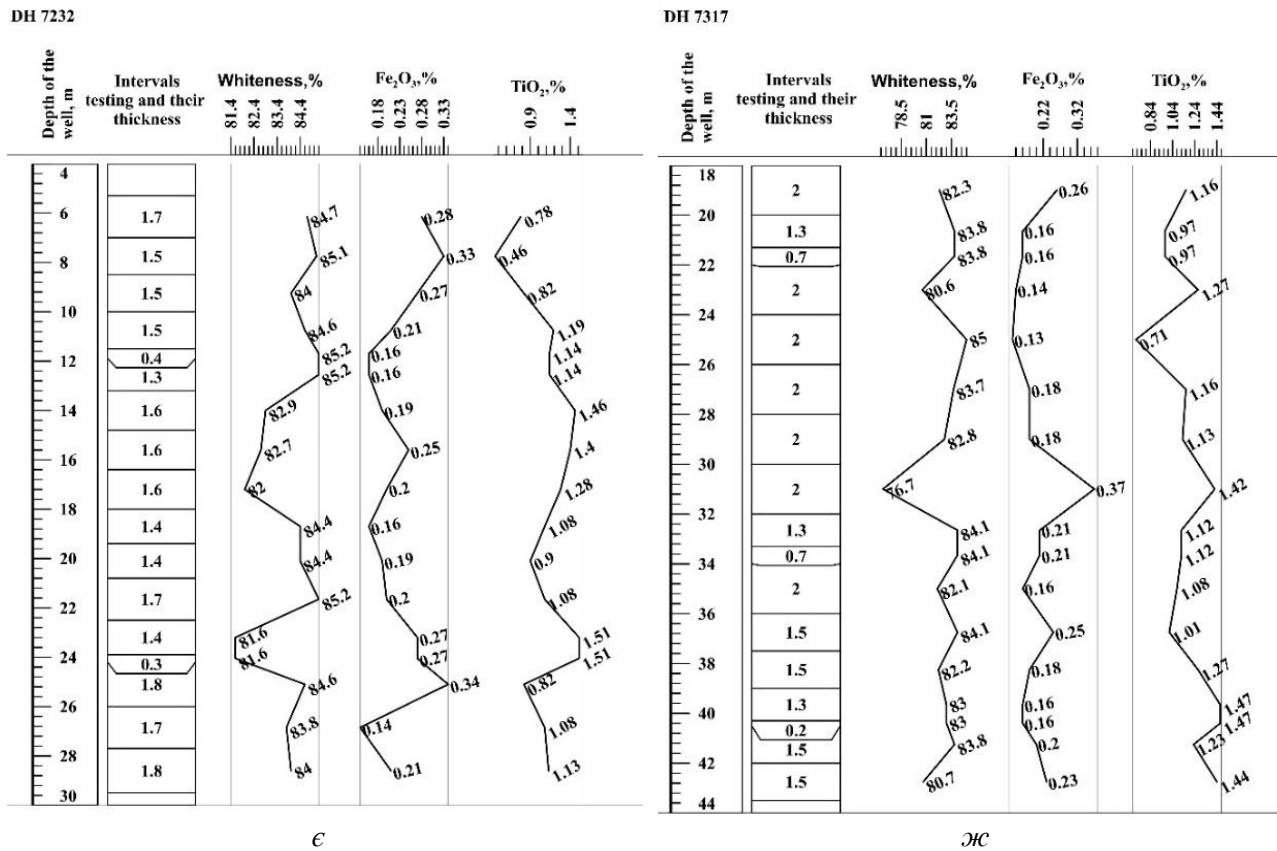 DH 7232
Depth of the well, m
Intervals testing and their thickness
Whiteness,%
81.4 82.4 83.4 84.4
Fe₂O₃,%
0.18 0.23 0.28 0.33
TiO₂,%
0.9 1.4
4
6 1.7 84.7 0.28 0.78
8 1.5 85.1 0.33 0.46
1.5 84 0.27 0.82
10
1.5 84.6 0.21 1.19
12 0.4 85.2 0.16 1.14
1.3 85.2 0.16 1.14
14 1.6 82.9 0.19 1.46
16 1.6 82.7 0.25 1.4
1.6 82 0.2 1.28
18
1.4 84.4 0.16 1.08
20 1.4 84.4 0.19 0.9
22 1.7 85.2 0.2 1.08
1.4 81.6 0.27 1.51
24 0.3 81.6 0.27 1.51
1.8 84.6 0.34 0.82
26
1.7 83.8 0.14 1.08
28 1.8 84 0.21 1.13
30
є
DH 7317
Depth of the well, m
Intervals testing and their thickness
Whiteness,%
78.5 81 83.5
Fe₂O₃,%
0.22 0.32
TiO₂,%
0.84 1.04 1.24 1.44
18
2 82.3 0.26 1.16
20
1.3 83.8 0.16 0.97
22 0.7 83.8 0.16 0.97
2 80.6 0.14 1.27
24
2 85 0.13 0.71
26
2 83.7 0.18 1.16
28
2 82.8 0.18 1.13
30
2 76.7 0.37 1.42
32
1.3 84.1 0.21 1.12
34 0.7 84.1 0.21 1.12
2 82.1 0.16 1.08
36
1.5 84.1 0.25 1.01
38 1.5 82.2 0.18 1.27
40 1.3 83 0.16 1.47
0.2 83 0.16 1.47
1.5 83.8 0.2 1.23
42
1.5 80.7 0.23 1.44
44
ж